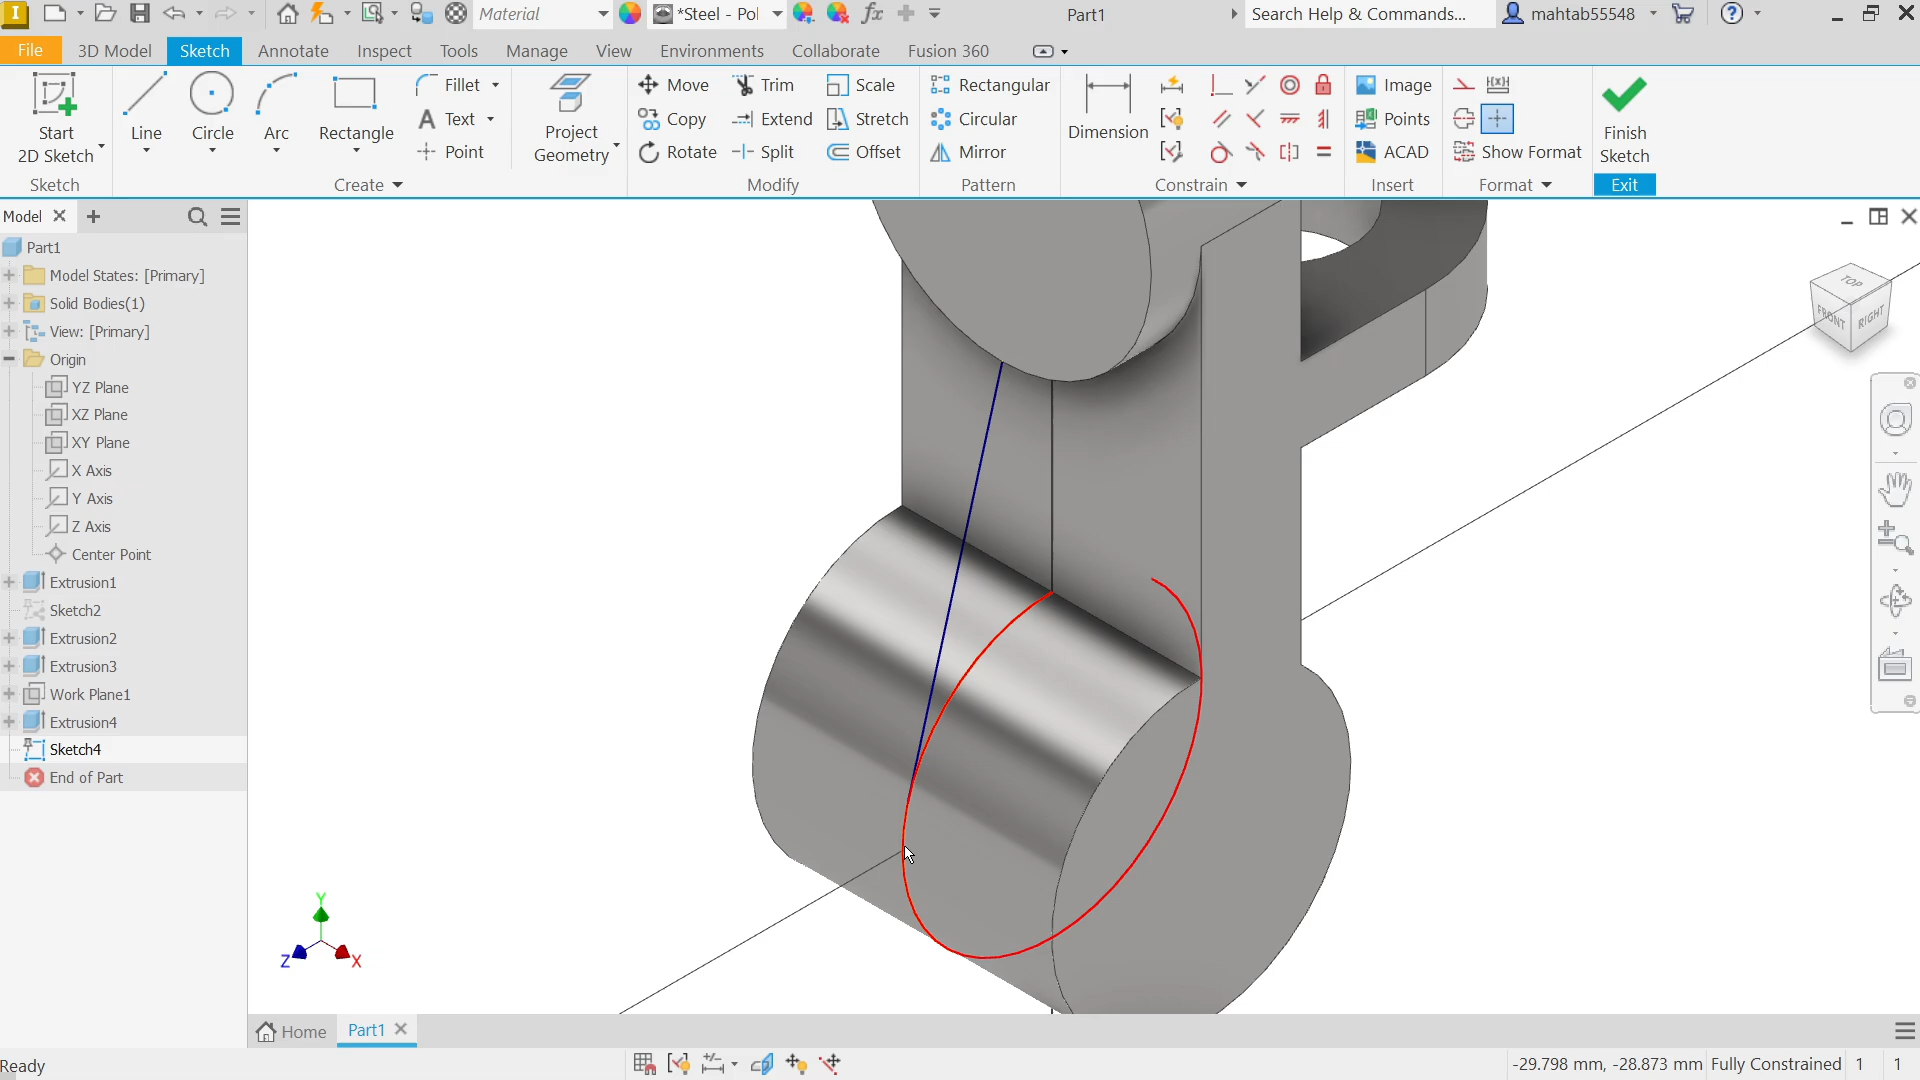 Material
*Steel - Pol
Part1
Search Help & Commands...
mahtab55548
File
3D Model
Sketch
Annotate
Inspect
Tools
Manage
View
Environments
Collaborate
Fusion 360
Start
2D Sketch
Line
Circle
Arc
Rectangle
Fillet
Text
Point
Project
Geometry
Move
Copy
Rotate
Trim
Extend
Split
Scale
Stretch
Offset
Rectangular
Circular
Mirror
Dimension
Image
Points
ACAD
Show Format
Finish
Sketch
Sketch
Create
Modify
Pattern
Constrain
Insert
Format
Exit
Model
Part1
Model States: [Primary]
Solid Bodies(1)
View: [Primary]
Origin
YZ Plane
XZ Plane
XY Plane
X Axis
Y Axis
Z Axis
Center Point
Extrusion1
Sketch2
Extrusion2
Extrusion3
Work Plane1
Extrusion4
Sketch4
End of Part
TOP
FRONT
RIGHT
Y
Z
X
Home
Part1
Ready
-29.798 mm, -28.873 mm
Fully Constrained
1
1